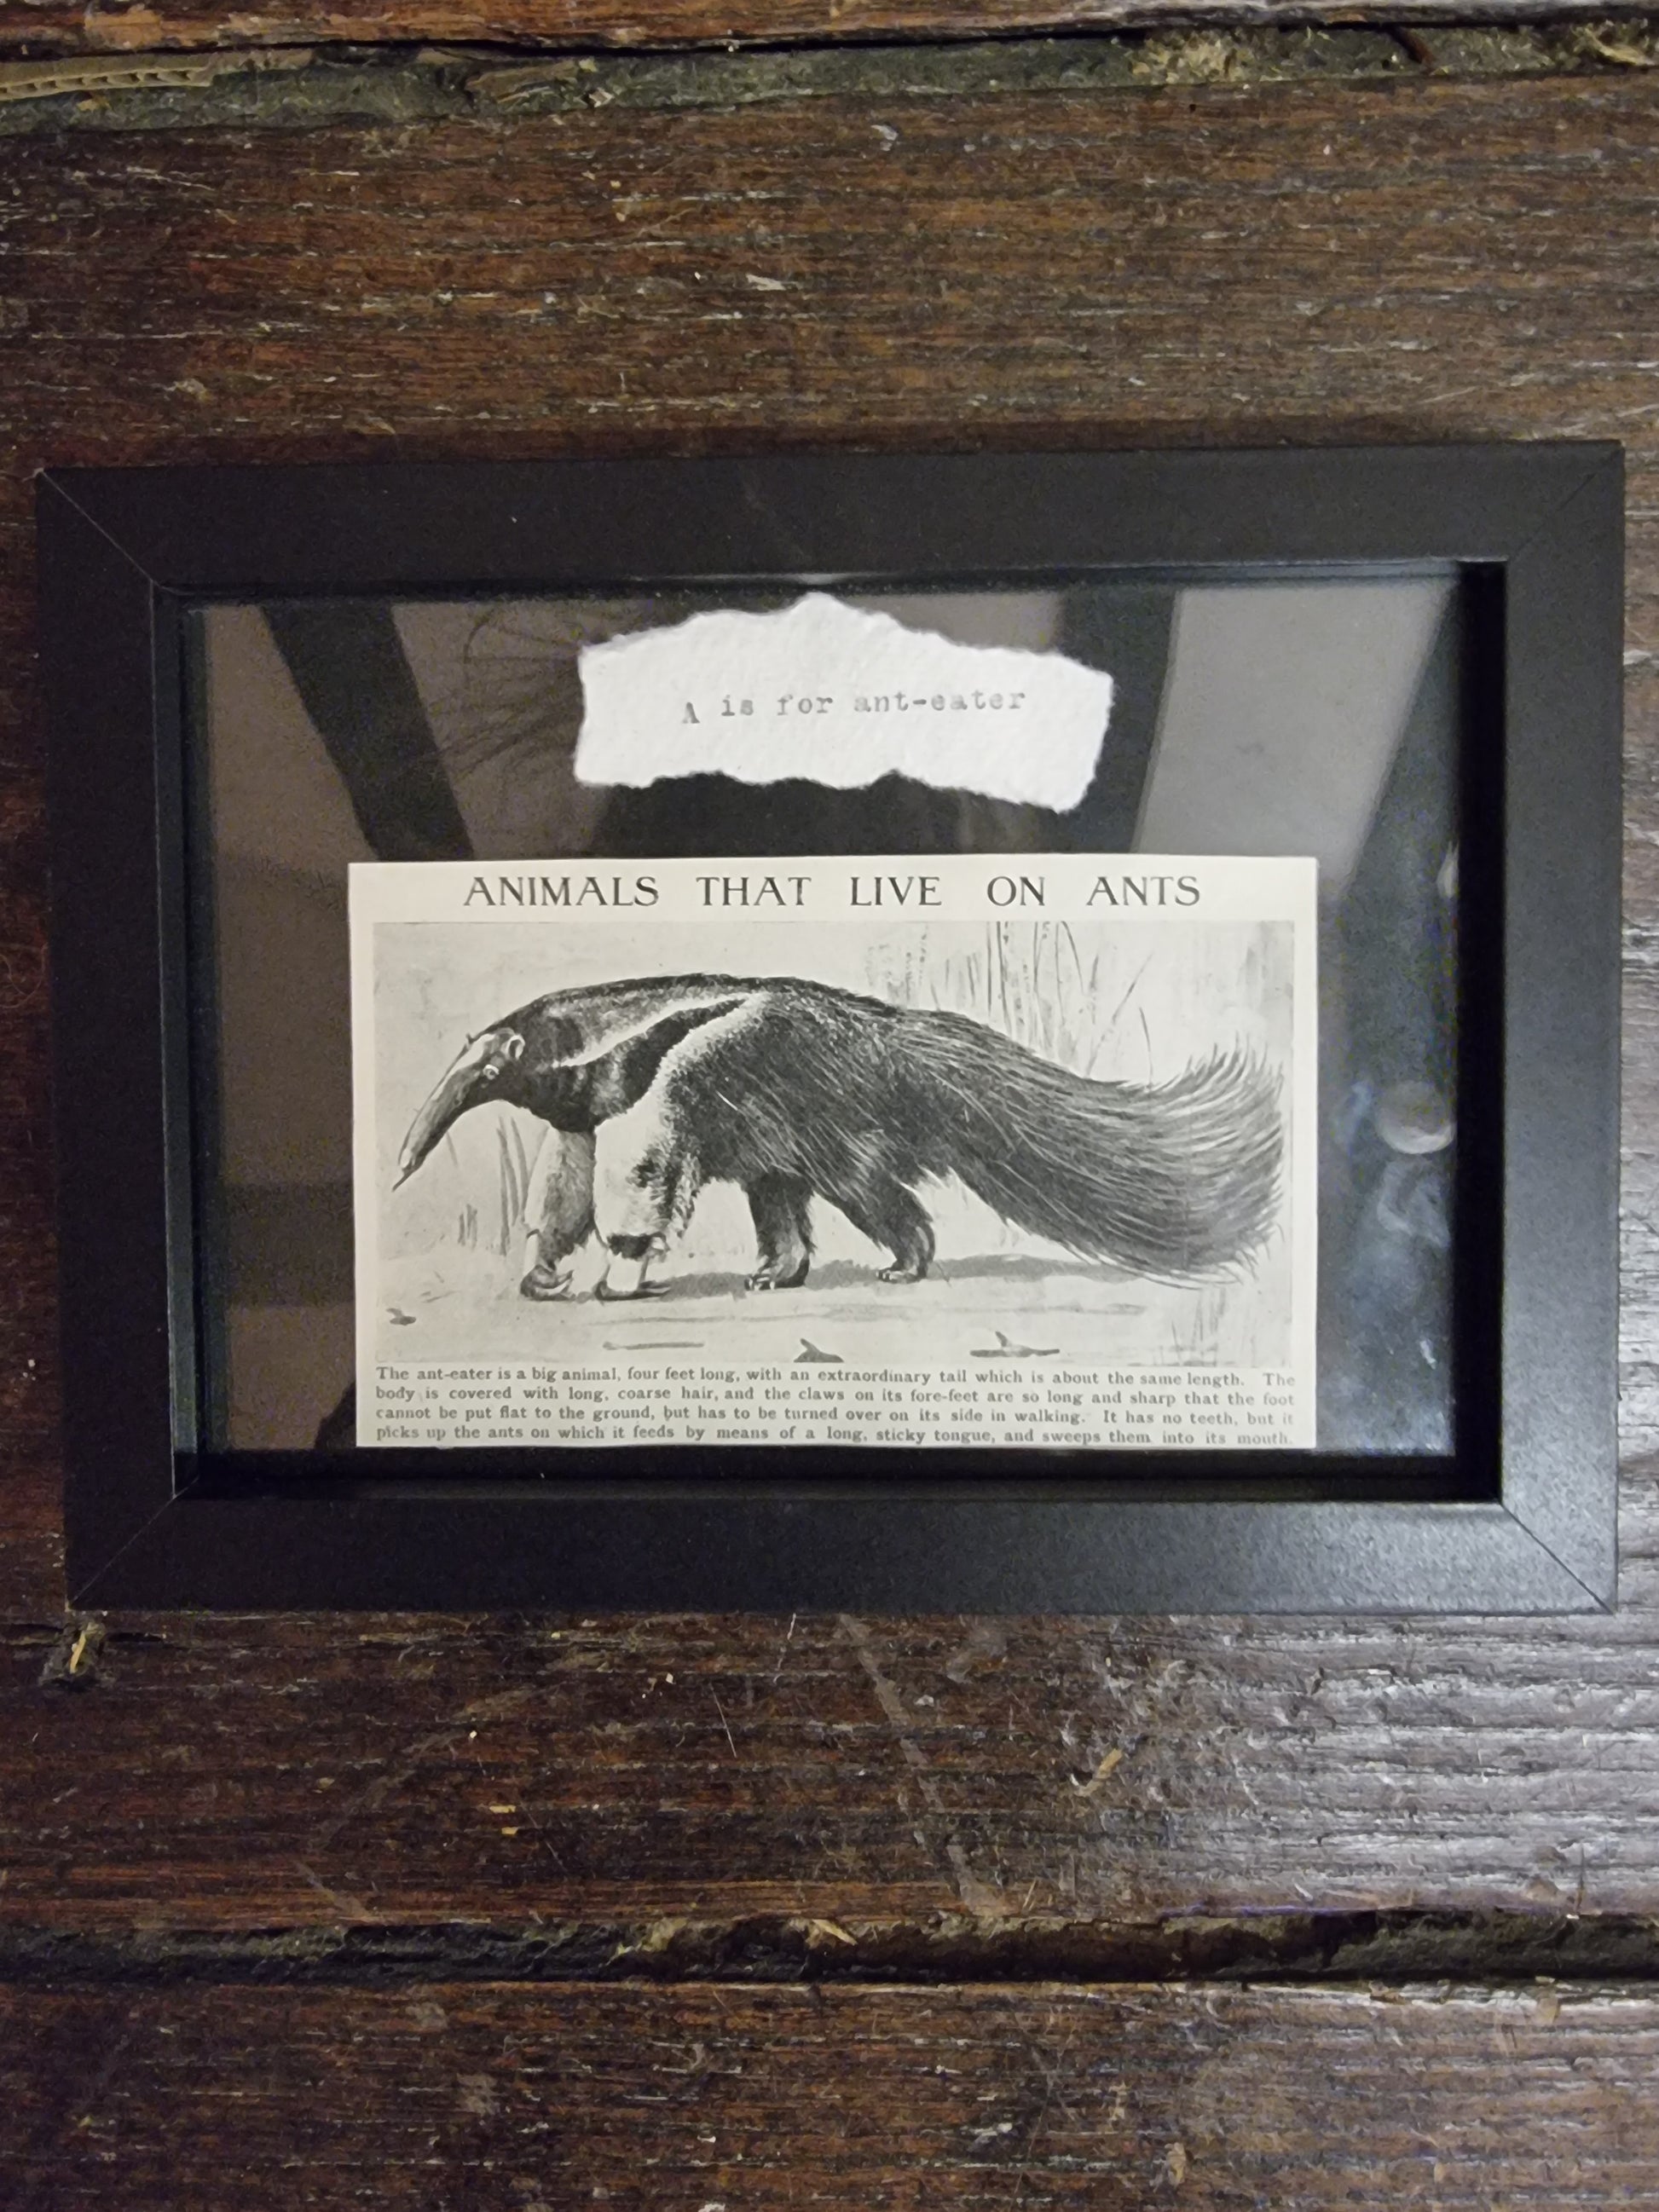 A is for ant-eater
ANIMALS THAT LIVE ON ANTS
The ant-eater is a big animal, four feet long, with an extraordinary tail which is about the same length. The
body is covered with long, coarse hair, and the claws on its fore-feet are so long and sharp that the foot
cannot be put flat to the ground, but has to be turned over on its side in walking. It has no teeth, but it
picks up the ants on which it feeds by means of a long, sticky tongue, and sweeps them into its mouth.